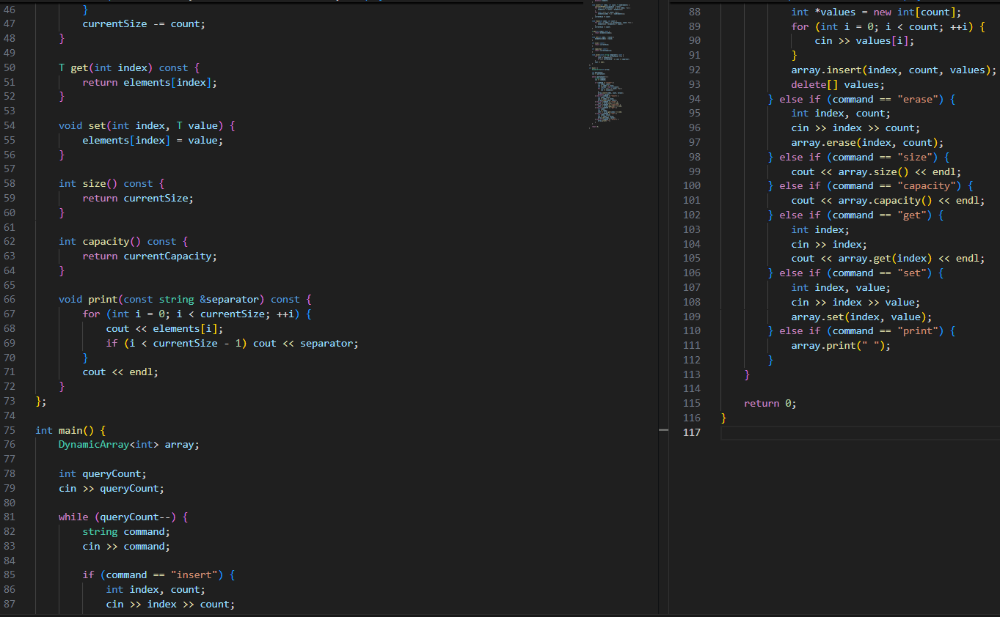 46 }
47 currentSize -= count;
48 }
49
50 T get(int index) const {
51 return elements[index];
52 }
53
54 void set(int index, T value) {
55 elements[index] = value;
56 }
57
58 int size() const {
59 return currentSize;
60 }
61
62 int capacity() const {
63 return currentCapacity;
64 }
65
66 void print(const string &separator) const {
67 for (int i = 0; i < currentSize; ++i) {
68 cout << elements[i];
69 if (i < currentSize - 1) cout << separator;
70 }
71 cout << endl;
72 }
73 };
74
75 int main() {
76 DynamicArray<int> array;
77
78 int queryCount;
79 cin >> queryCount;
80
81 while (queryCount--) {
82 string command;
83 cin >> command;
84
85 if (command == "insert") {
86 int index, count;
87 cin >> index >> count;
88 int *values = new int[count];
89 for (int i = 0; i < count; ++i) {
90 cin >> values[i];
91 }
92 array.insert(index, count, values);
93 delete[] values;
94 } else if (command == "erase") {
95 int index, count;
96 cin >> index >> count;
97 array.erase(index, count);
98 } else if (command == "size") {
99 cout << array.size() << endl;
100 } else if (command == "capacity") {
101 cout << array.capacity() << endl;
102 } else if (command == "get") {
103 int index;
104 cin >> index;
105 cout << array.get(index) << endl;
106 } else if (command == "set") {
107 int index, value;
108 cin >> index >> value;
109 array.set(index, value);
110 } else if (command == "print") {
111 array.print(" ");
112 }
113 }
114
115 return 0;
116 }
117